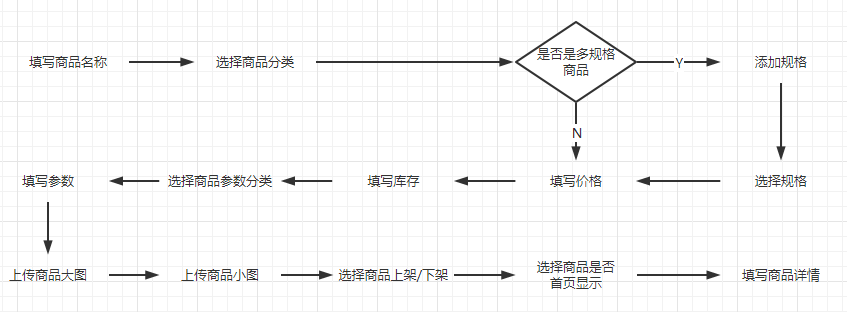 填写商品名称
选择商品分类
是否是多规格
商品
Y
添加规格
N
填写参数
选择商品参数分类
填写库存
填写价格
选择规格
上传商品大图
上传商品小图
选择商品上架/下架
选择商品是否
首页显示
填写商品详情